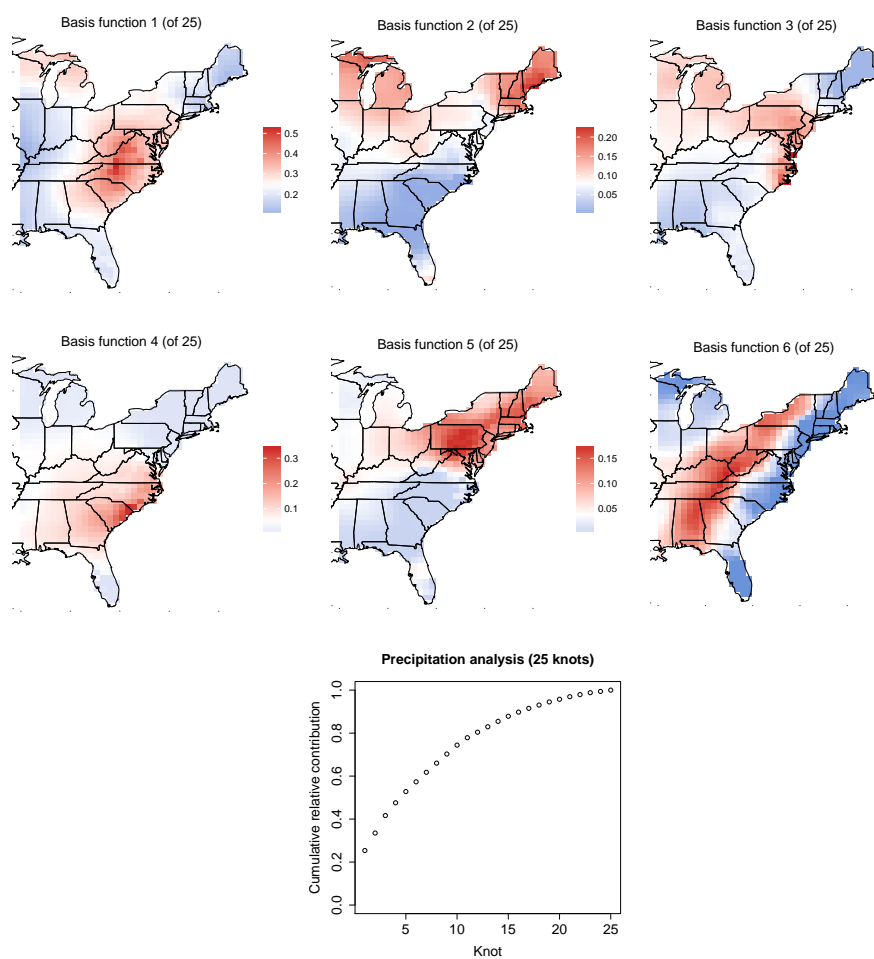 Basis function 1 (of 25)
Basis function 2 (of 25)
Basis function 3 (of 25)
0.5
0.4
0.3
0.2
0.20
0.15
0.10
0.05
Basis function 4 (of 25)
Basis function 5 (of 25)
Basis function 6 (of 25)
0.3
0.2
0.1
0.15
0.10
0.05
Precipitation analysis (25 knots)
Cumulative relative contribution
1.0
0.8
0.6
0.4
0.2
0.0
5 10 15 20 25
Knot